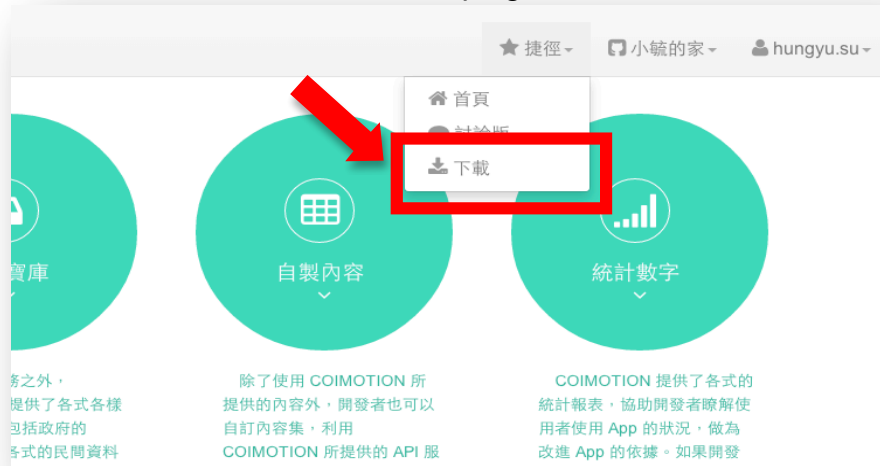 捷徑
小毓的家
hungyu.su
首頁
討論版
下載
寶庫
自製內容
統計數字
務之外，
提供了各式各樣
包括政府的
各式的民間資料
除了使用 COIMOTION 所
提供的內容外，開發者也可以
自訂內容集，利用
COIMOTION 所提供的 API 服
COIMOTION 提供了各式的
統計報表，協助開發者瞭解使
用者使用 App 的狀況，做為
改進 App 的依據。如果開發